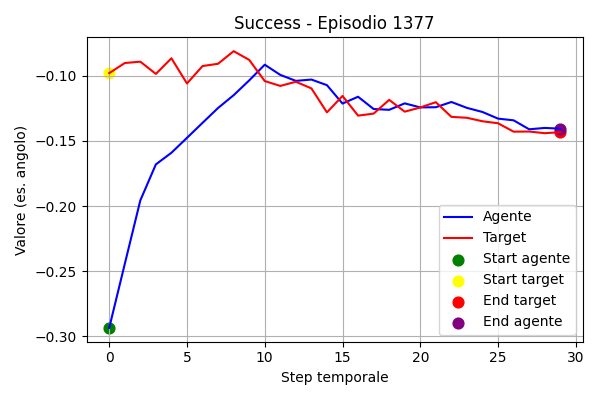 Success - Episodio 1377
Valore (es. angolo)
−0.10
−0.15
−0.20
−0.25
−0.30
Agente
Target
Start agente
Start target
End target
End agente
0 5 10 15 20 25 30
Step temporale